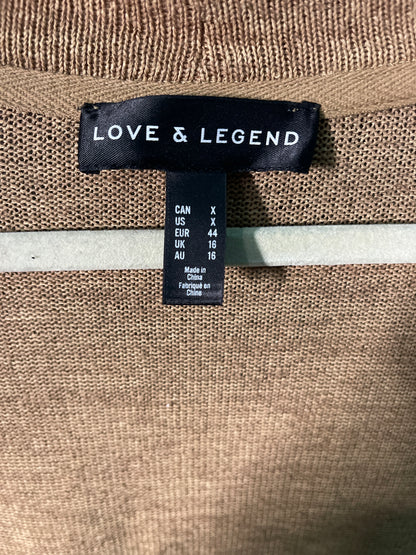 LOVE & LEGEND
CAN X
US X
EUR 44
UK 16
AU 16
Made in
China
Fabriqué en
Chine